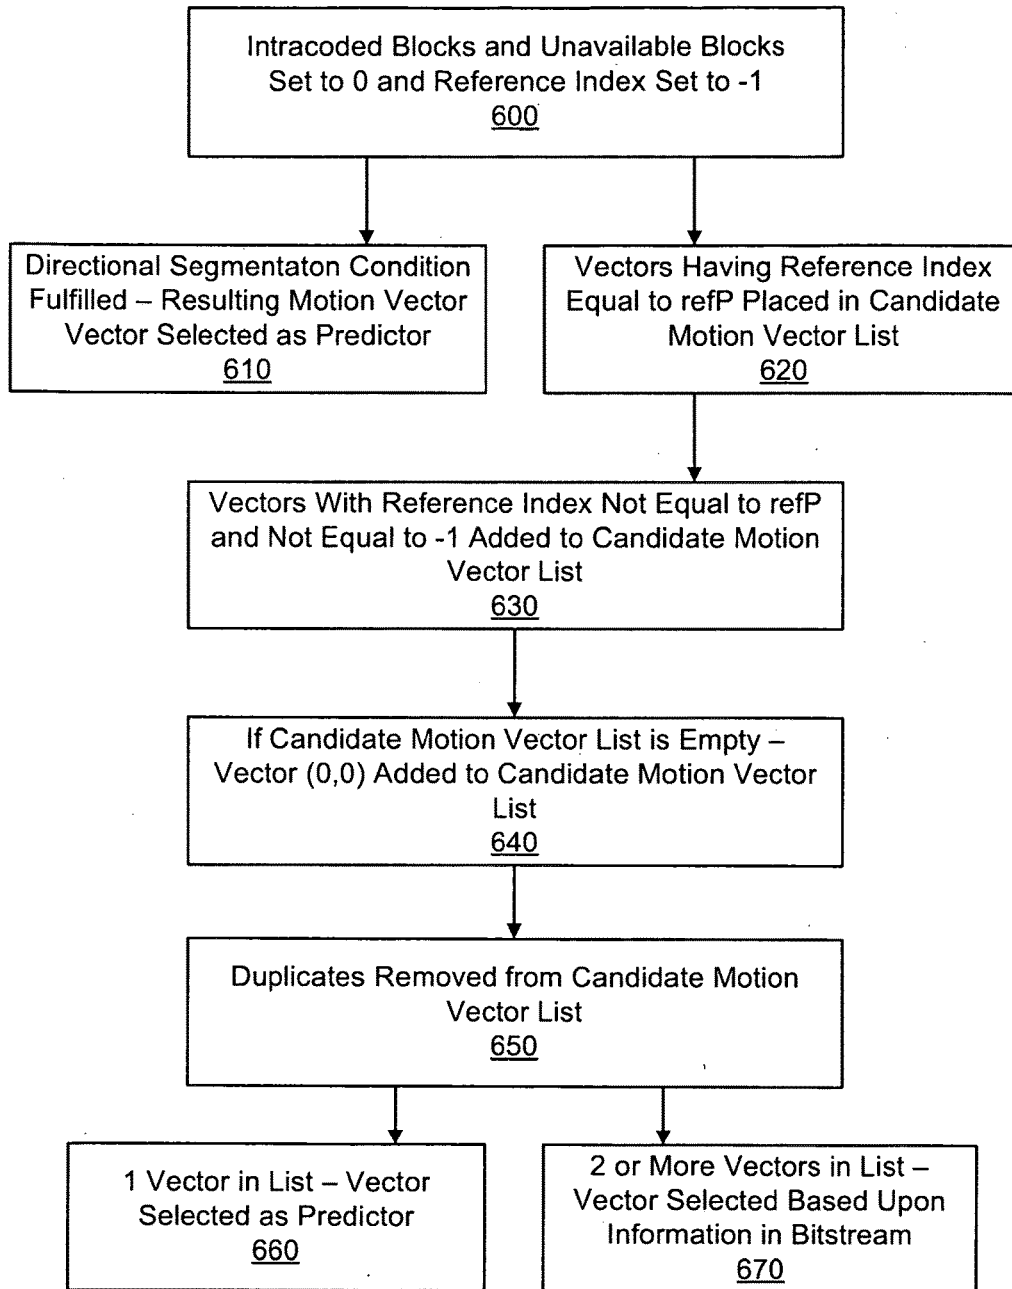 Intracoded Blocks and Unavailable Blocks
Set to 0 and Reference Index Set to -1
600
Directional Segmentaton Condition
Fulfilled – Resulting Motion Vector
Vector Selected as Predictor
610
Vectors Having Reference Index
Equal to refP Placed in Candidate
Motion Vector List
620
Vectors With Reference Index Not Equal to refP
and Not Equal to -1 Added to Candidate Motion
Vector List
630
If Candidate Motion Vector List is Empty –
Vector (0,0) Added to Candidate Motion Vector
List
640
Duplicates Removed from Candidate Motion
Vector List
650
1 Vector in List – Vector
Selected as Predictor
660
2 or More Vectors in List –
Vector Selected Based Upon
Information in Bitstream
670